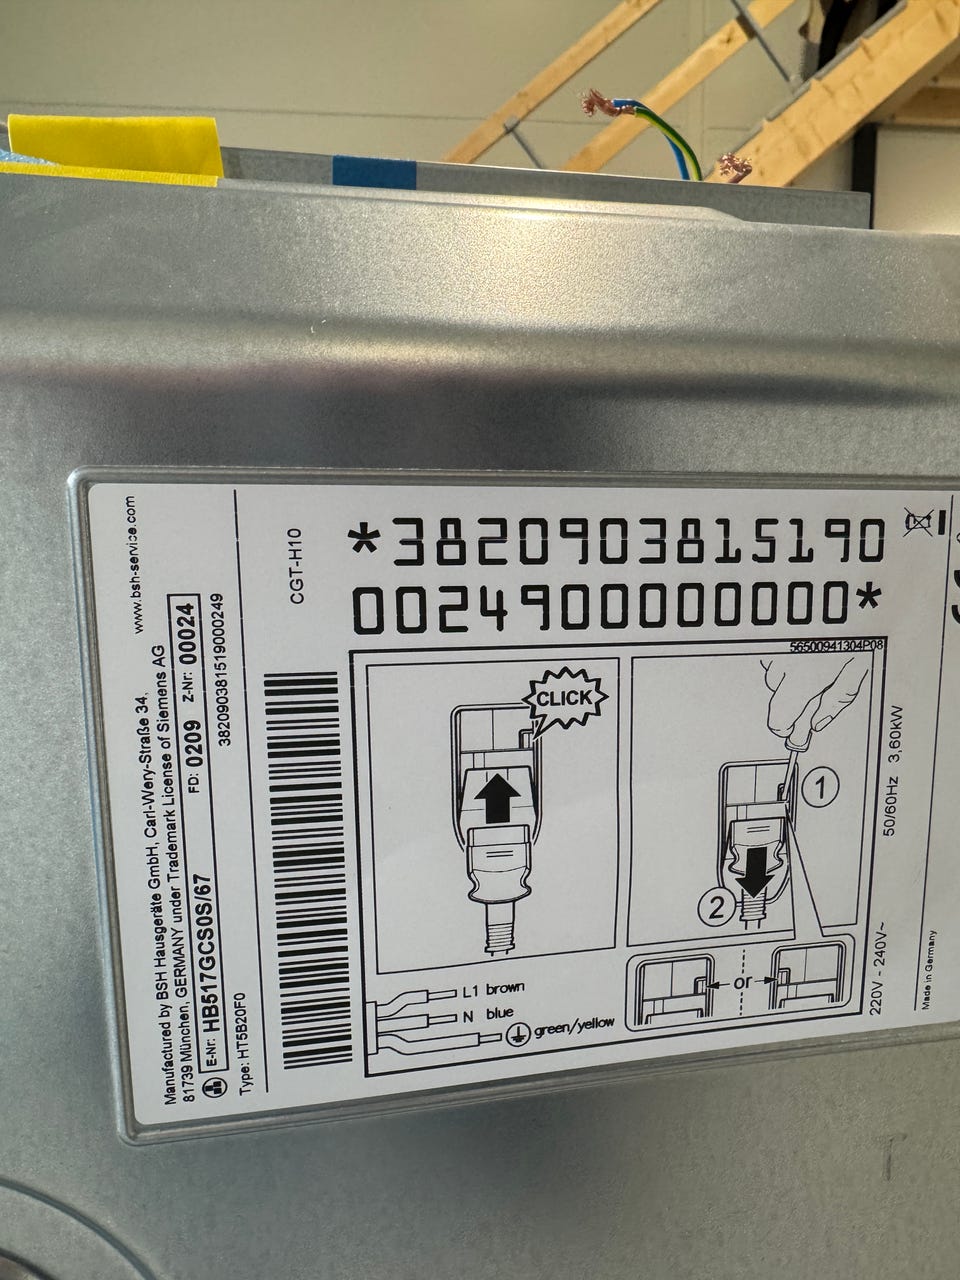 www.bsh-service.com
Manufactured by BSH Hausgeräte GmbH, Carl-Wery-Straße 34,
81739 München, GERMANY under Trademark License of Siemens AG
E-Nr: HB517GCS0S/67 FD: 0209 Z-Nr: 00024
382090381519000249
Type: HT5B20F0
CGT-H10
*3820903815190
0024900000000*
56500941304P08
CLICK
1
2
or
L1 brown
N blue
green/yellow
220V - 240V~ 50/60Hz 3,60kW
Made in Germany